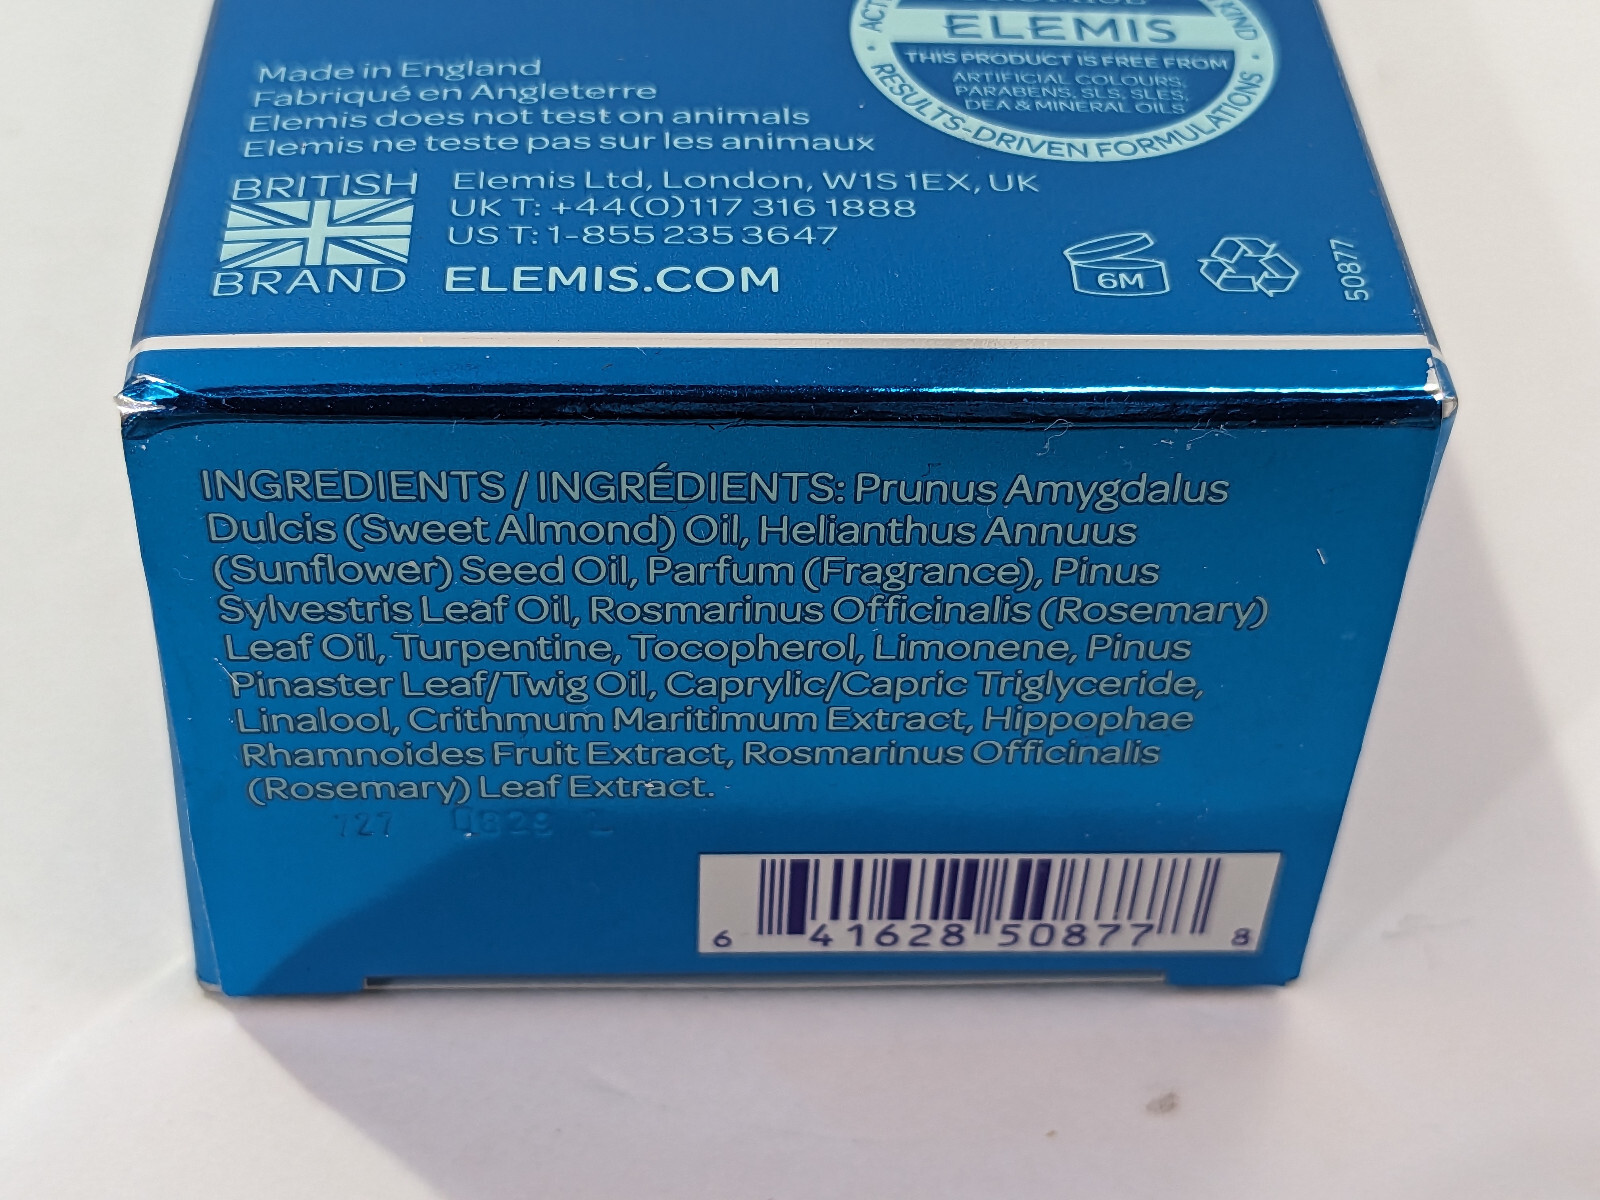 ELEMIS
THIS PRODUCT IS FREE FROM
ARTIFICIAL COLOURS,
PARABENS, SLS, SLES,
DEA & MINERAL OILS
RESULTS-DRIVEN FORMULATIONS
KIND
Made in England
Fabriqué en Angleterre
Elemis does not test on animals
Elemis ne teste pas sur les animaux
BRITISH
BRAND
Elemis Ltd, London, W1S 1EX, UK
UK T: +44(0)117 316 1888
US T: 1-855 235 3647
ELEMIS.COM
6M
50877
INGREDIENTS / INGRÉDIENTS: Prunus Amygdalus
Dulcis (Sweet Almond) Oil, Helianthus Annuus
(Sunflower) Seed Oil, Parfum (Fragrance), Pinus
Sylvestris Leaf Oil, Rosmarinus Officinalis (Rosemary)
Leaf Oil, Turpentine, Tocopherol, Limonene, Pinus
Pinaster Leaf/Twig Oil, Caprylic/Capric Triglyceride,
Linalool, Crithmum Maritimum Extract, Hippophae
Rhamnoides Fruit Extract, Rosmarinus Officinalis
(Rosemary) Leaf Extract.
727
6 41628 50877 8